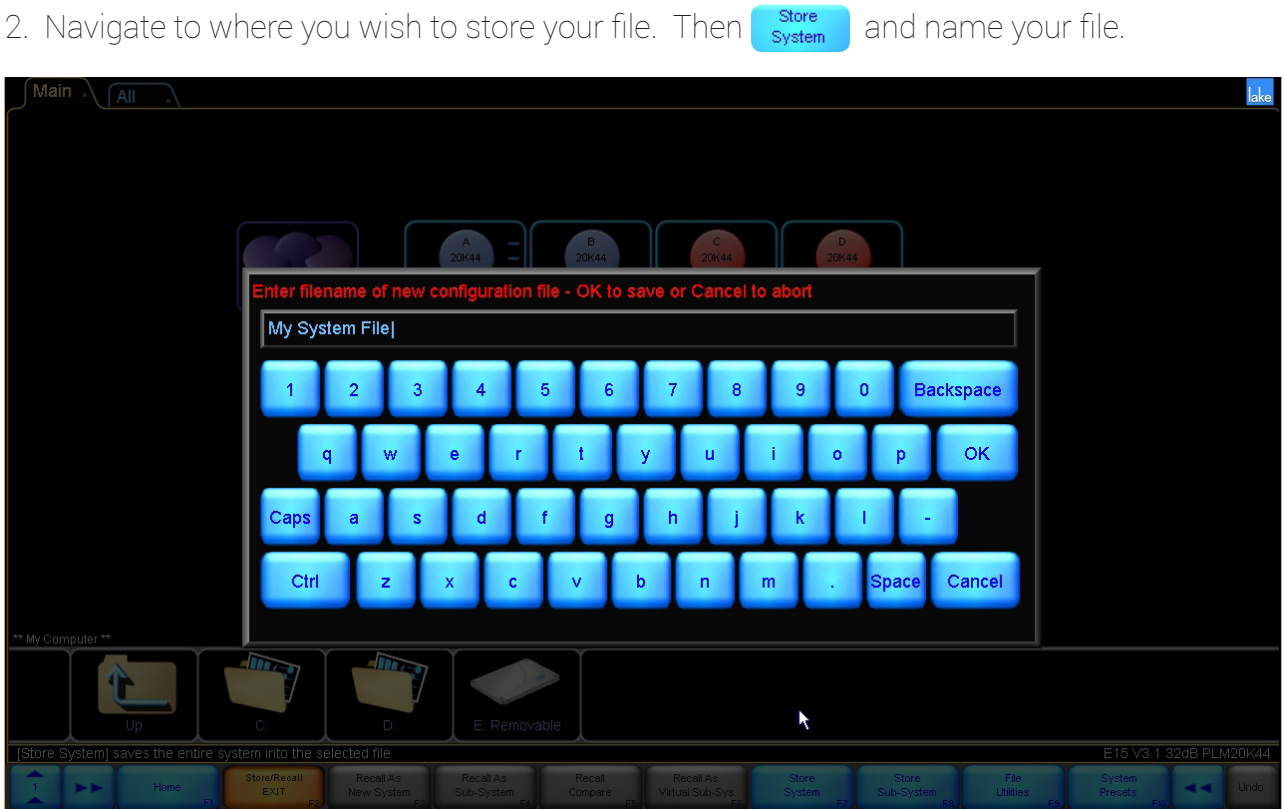 2. Navigate to where you wish to store your file. Then Store System and name your file.
Main All lake
A 20K44 B 20K44 C 20K44 D 20K44
Enter filename of new configuration file - OK to save or Cancel to abort
My System File
1 2 3 4 5 6 7 8 9 0 Backspace
q w e r t y u i o p OK
Caps a s d f g h j k l -
Ctrl z x c v b n m . Space Cancel
** My Computer **
Up C: D: E: Removable
[Store System] saves the entire system into the selected file E15 V3.1 32dB PLM20K44
1 Home F1 Store/Recall EXIT F2 Recall As New System F3 Recall As Sub-System F4 Recall Compare F5 Recall As Virtual Sub-Sys F6 Store System F7 Store Sub-System F8 File Utilities F9 System Presets F10 Undo